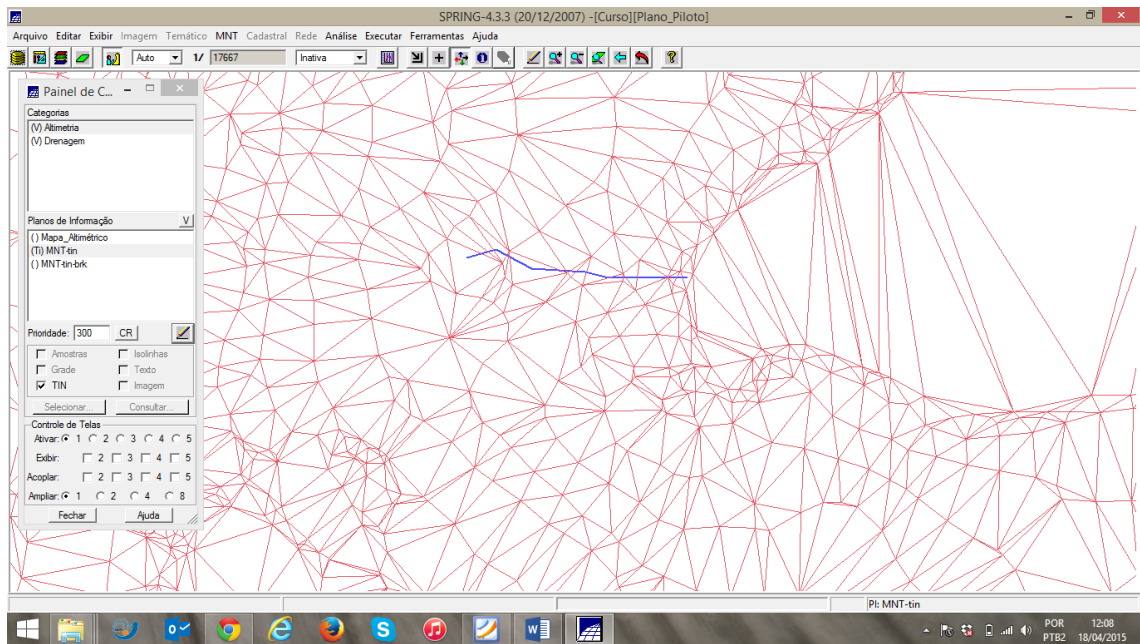 SPRING-4.3.3 (20/12/2007) -[Curso][Plano_Piloto]
Arquivo Editar Exibir Imagem Temático MNT Cadastral Rede Análise Executar Ferramentas Ajuda
Auto 1/ 17667 Inativa
Painel de C...
Categorias
(V) Altimetria
(V) Drenagem
Planos de Informação V
( ) Mapa_Altimétrico
(Ti) MNT-tin
( ) MNT-tin-brk
Prioridade: 300 CR
Amostras Isolinhas
Grade Texto
TIN Imagem
Selecionar... Consultar...
Controle de Telas
Ativar: 1 2 3 4 5
Exibir: 2 3 4 5
Acoplar: 2 3 4 5
Ampliar: 1 2 4 8
Fechar Ajuda
PI: MNT-tin
POR 12:08
PTB2 18/04/2015